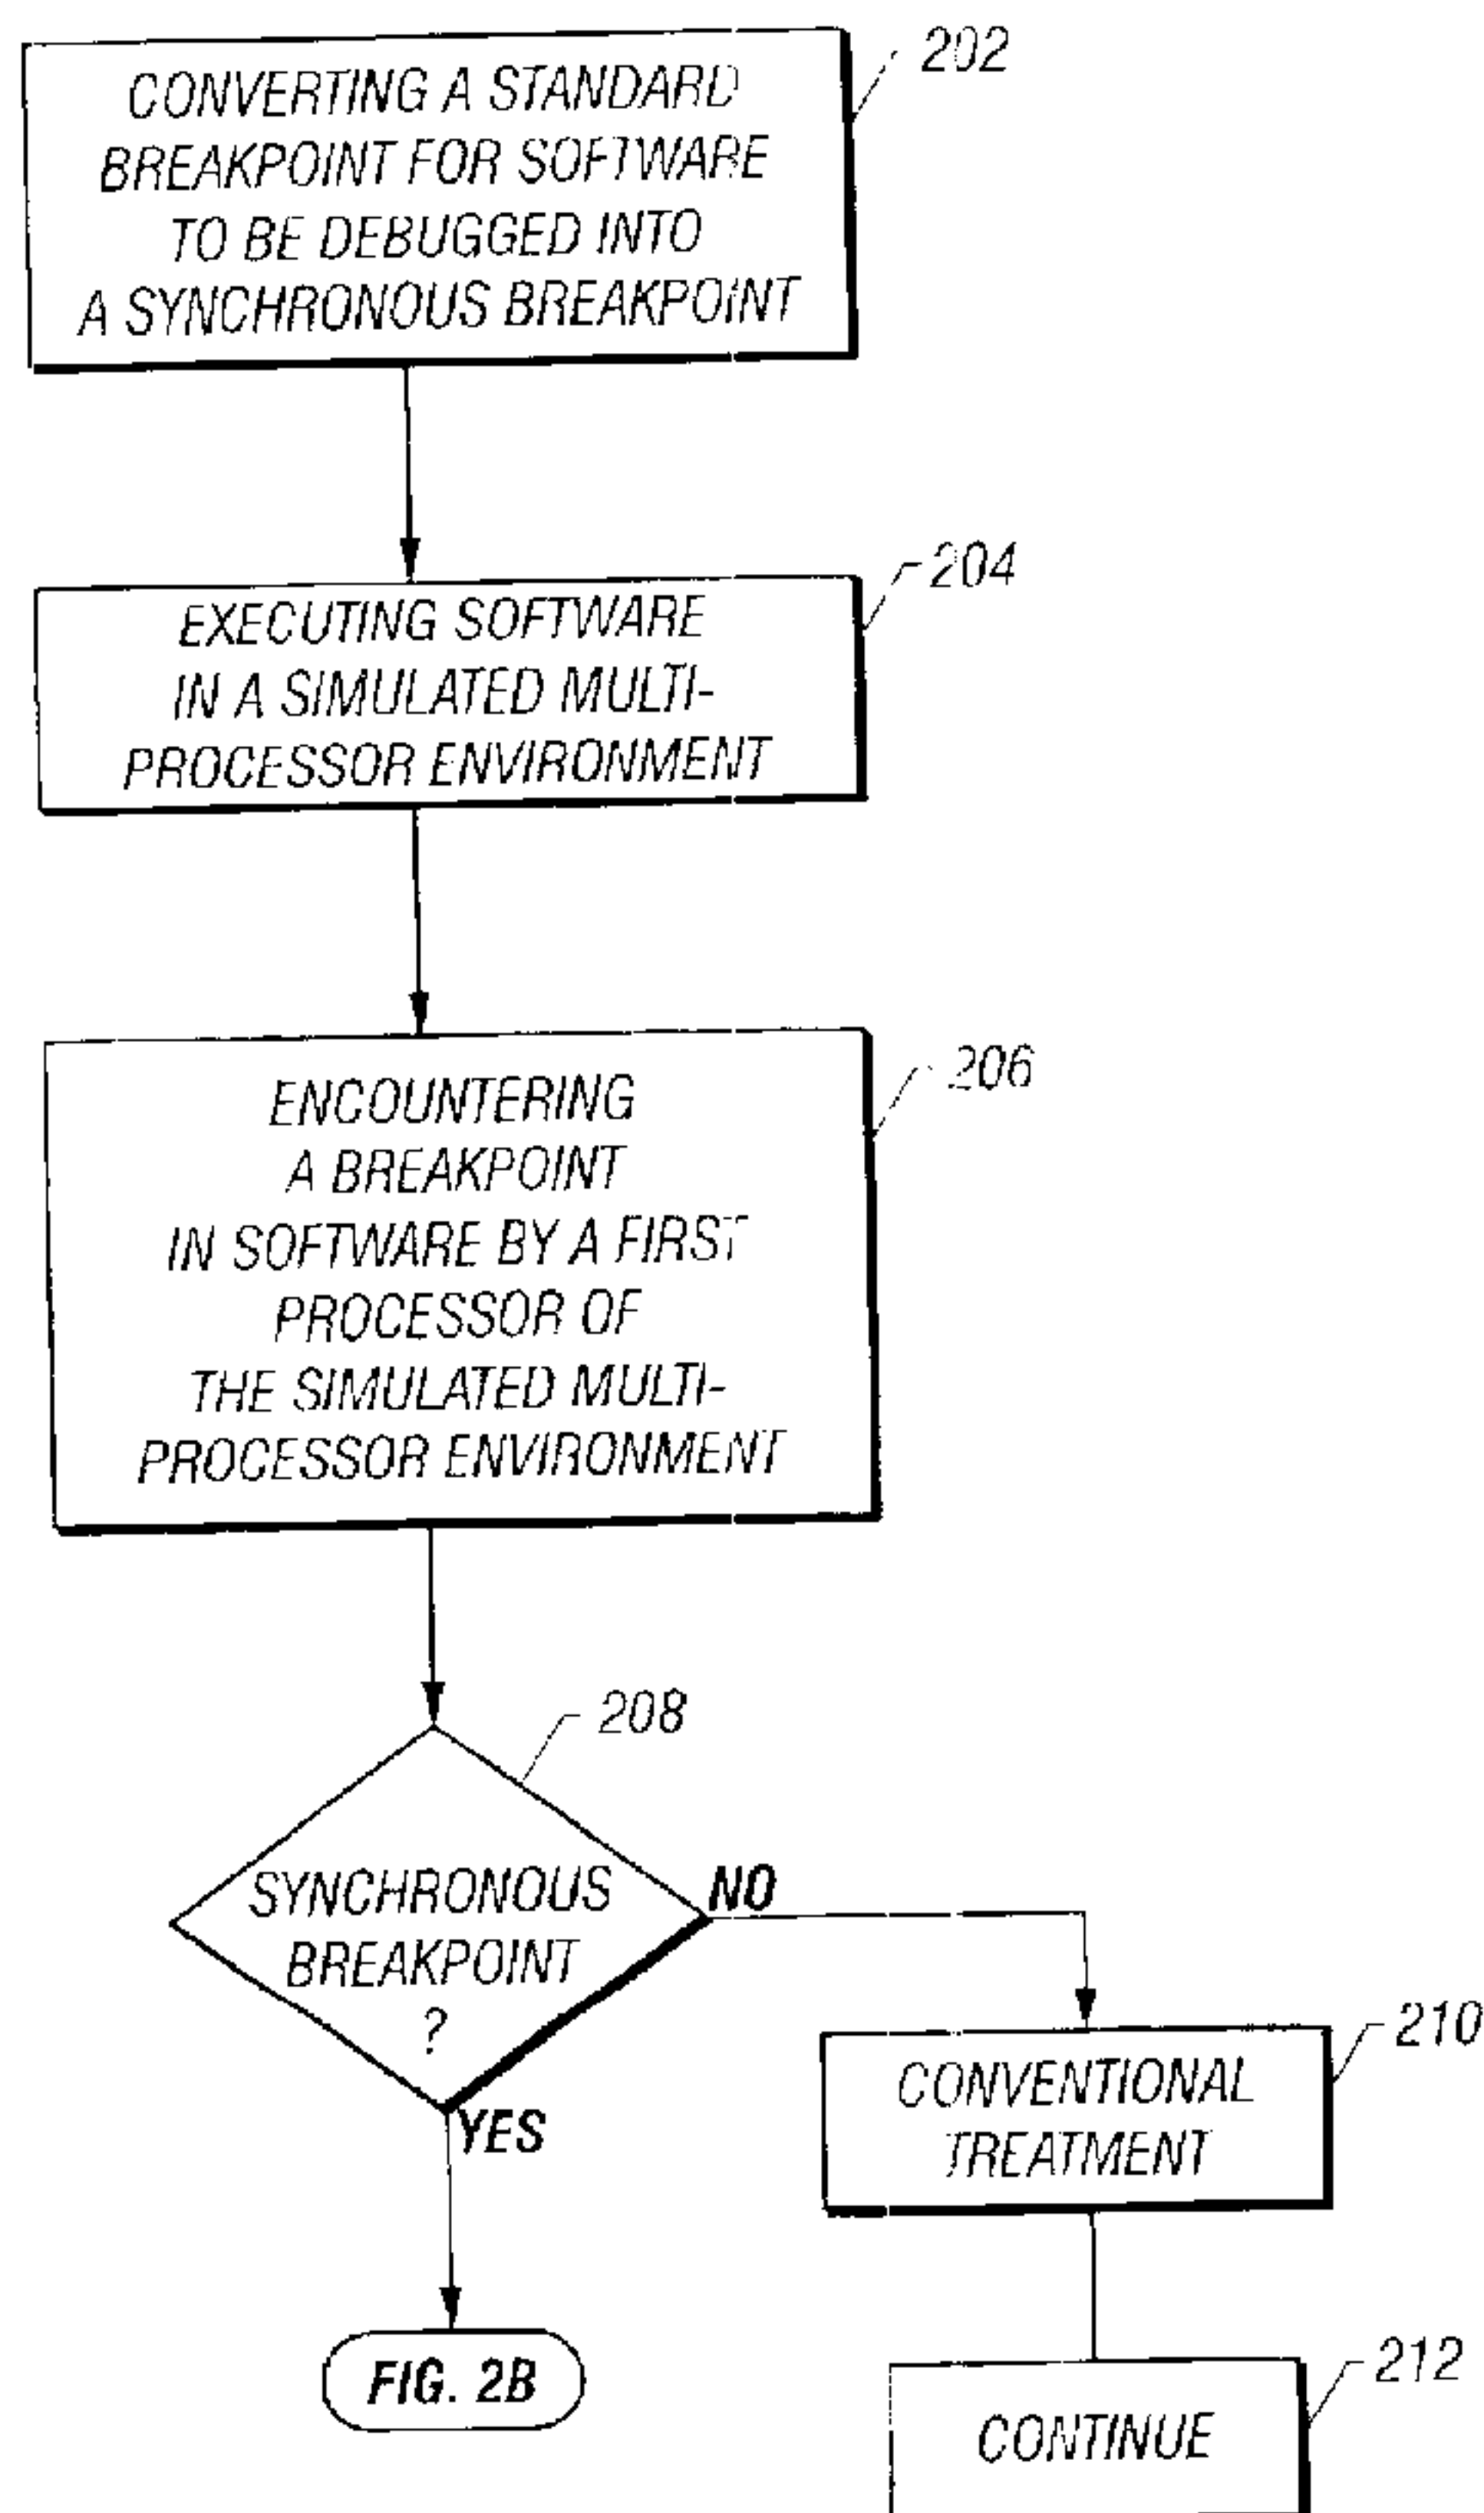 202
CONVERTING A STANDARD
BREAKPOINT FOR SOFTWARE
TO BE DEBUGGED INTO
A SYNCHRONOUS BREAKPOINT
204
EXECUTING SOFTWARE
IN A SIMULATED MULTI-
PROCESSOR ENVIRONMENT
206
ENCOUNTERING
A BREAKPOINT
IN SOFTWARE BY A FIRST
PROCESSOR OF
THE SIMULATED MULTI-
PROCESSOR ENVIRONMENT
208
SYNCHRONOUS
BREAKPOINT
?
NO
YES
210
CONVENTIONAL
TREATMENT
FIG. 2B
212
CONTINUE